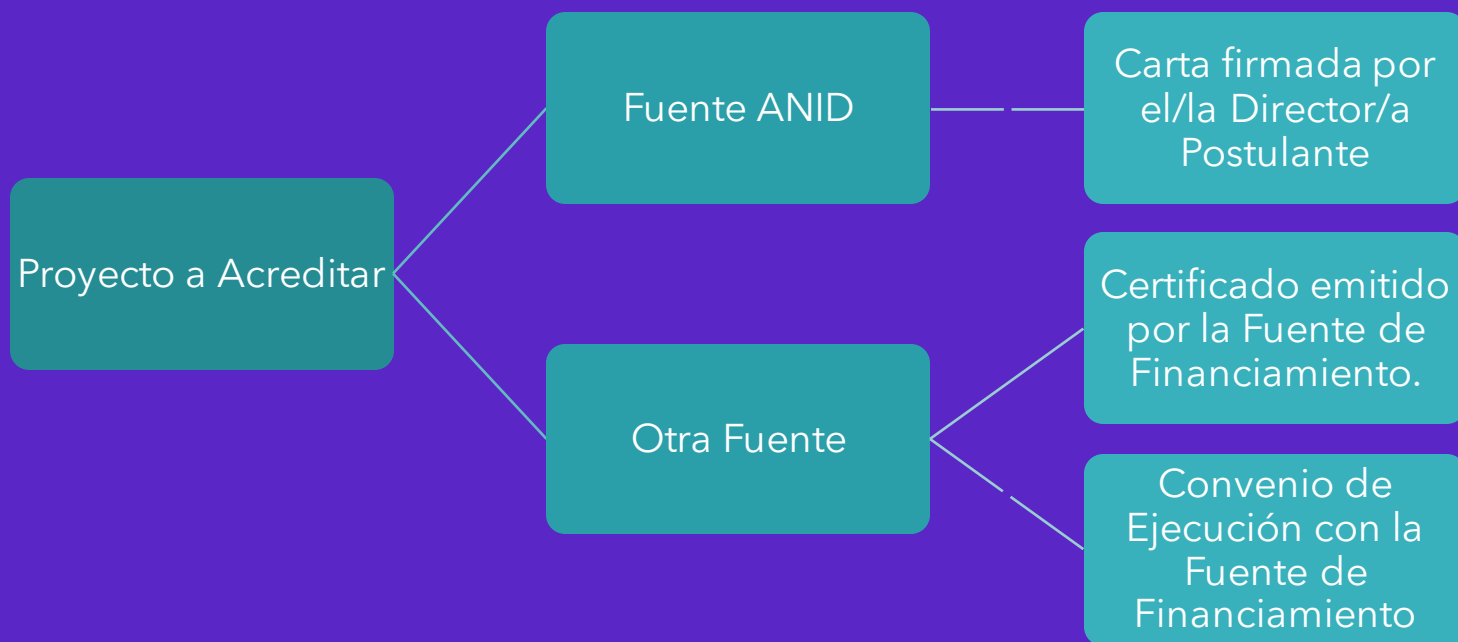 Proyecto a Acreditar
Fuente ANID
Carta firmada por
el/la Director/a
Postulante
Otra Fuente
Certificado emitido
por la Fuente de
Financiamiento.
Convenio de
Ejecución con la
Fuente de
Financiamiento